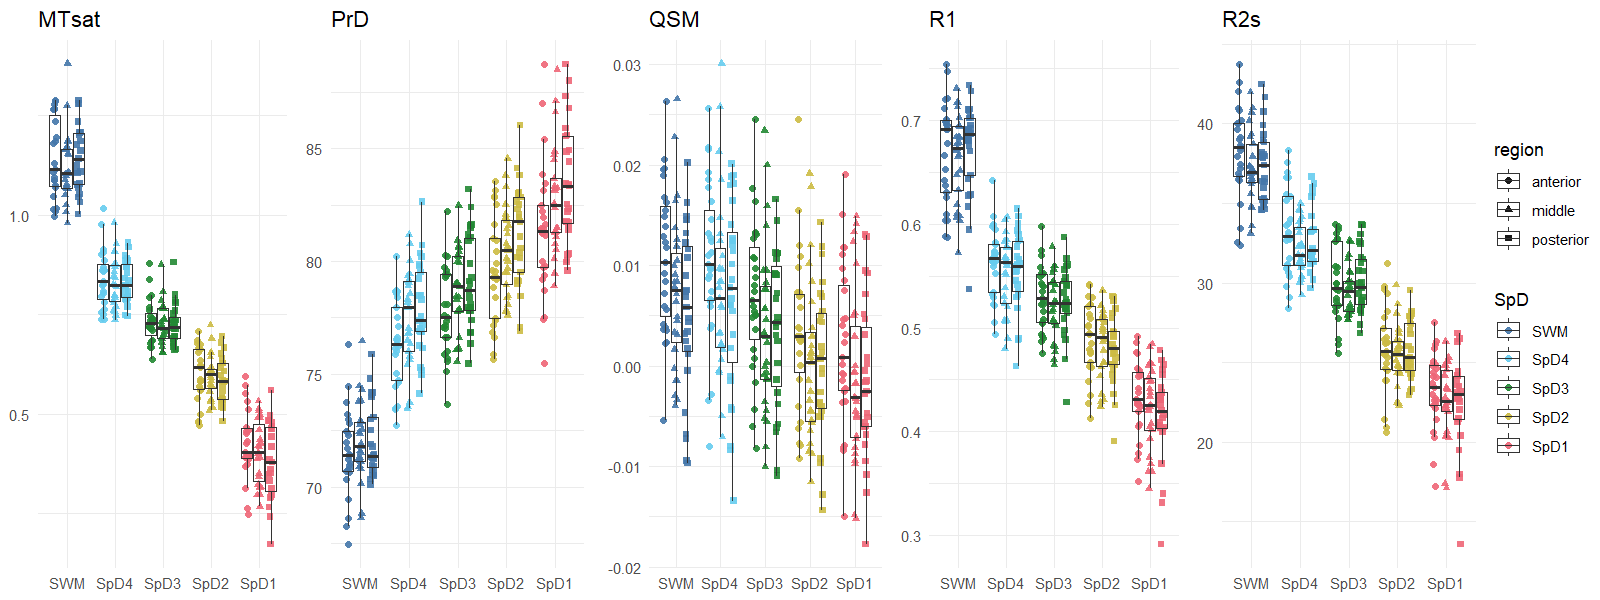 MTsat
1.0
0.5
SWM SpD4 SpD3 SpD2 SpD1
PrD
85
80
75
70
SWM SpD4 SpD3 SpD2 SpD1
QSM
0.03
0.02
0.01
0.00
-0.01
-0.02
SWM SpD4 SpD3 SpD2 SpD1
R1
0.7
0.6
0.5
0.4
0.3
SWM SpD4 SpD3 SpD2 SpD1
R2s
40
30
20
SWM SpD4 SpD3 SpD2 SpD1
region
anterior
middle
posterior
SpD
SWM
SpD4
SpD3
SpD2
SpD1